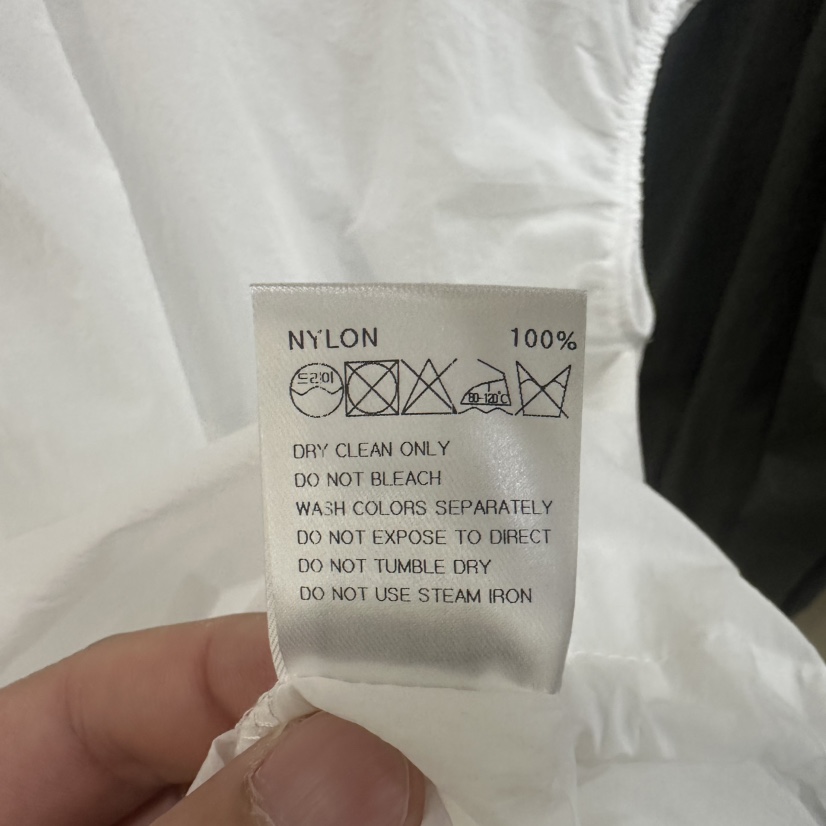 NYLON 100%
드라이 80-120℃
DRY CLEAN ONLY
DO NOT BLEACH
WASH COLORS SEPARATELY
DO NOT EXPOSE TO DIRECT
DO NOT TUMBLE DRY
DO NOT USE STEAM IRON